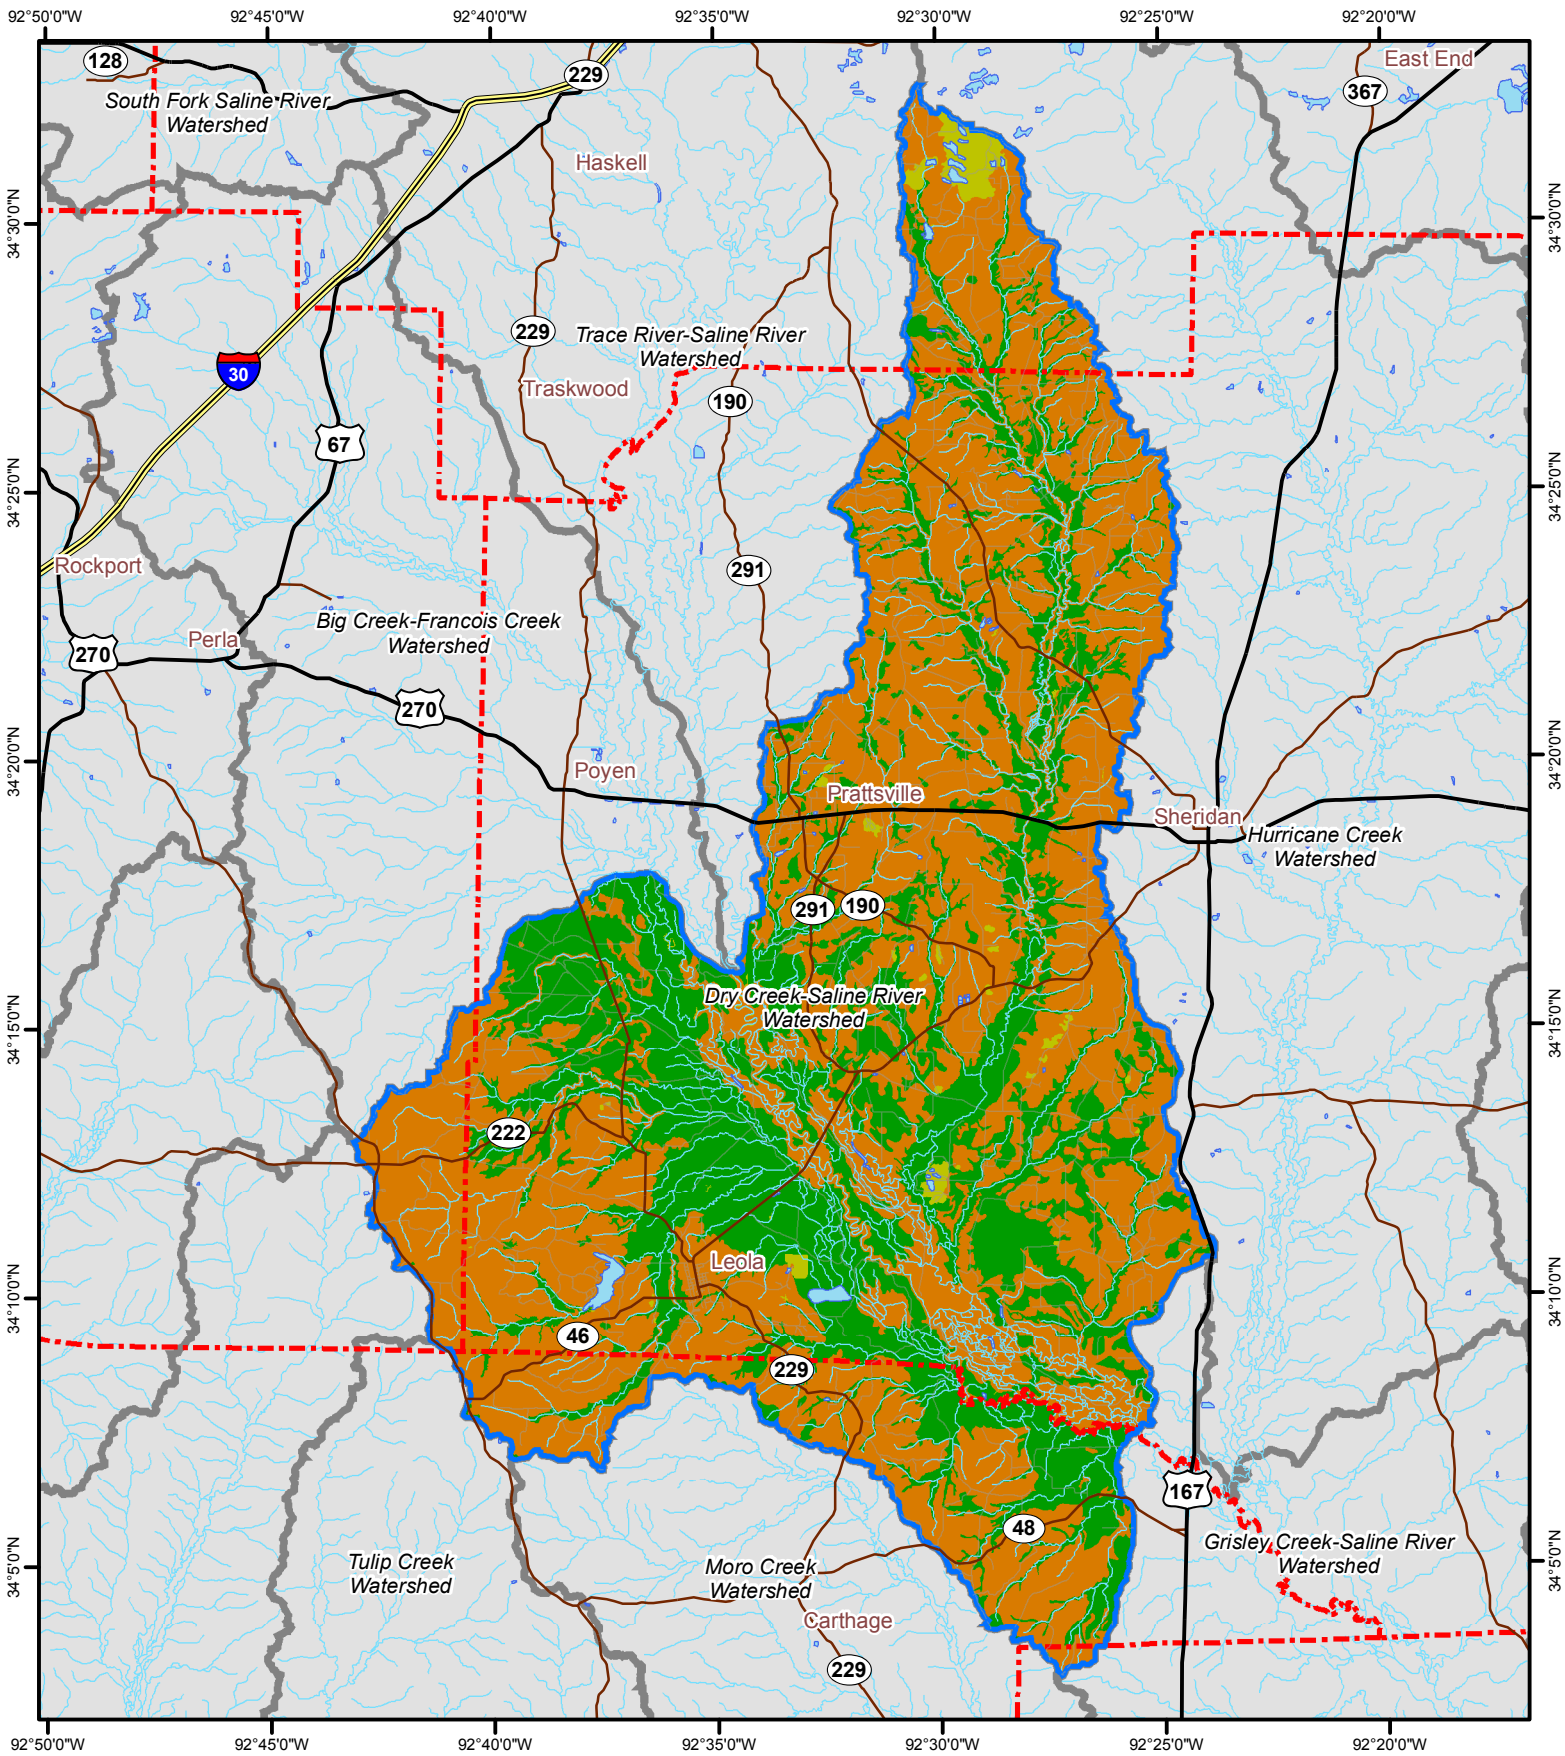 92°50'0"W
92°45'0"W
92°40'0"W
92°35'0"W
92°30'0"W
92°25'0"W
92°20'0"W
128
229
East End
367
South Fork Saline River
Watershed
Haskell
34°30'0"N
34°30'0"N
229
Trace River-Saline River
Watershed
30
Traskwood
190
67
34°25'0"N
34°25'0"N
Rockport
291
Big Creek-Francois Creek
Watershed
Perla
270
270
34°20'0"N
34°20'0"N
Poyen
Prattsville
Sheridan
Hurricane Creek
Watershed
291
190
Dry Creek-Saline River
Watershed
34°15'0"N
34°15'0"N
222
Leola
34°10'0"N
34°10'0"N
46
229
167
48
Grisley Creek-Saline River
Watershed
34°5'0"N
34°5'0"N
Tulip Creek
Watershed
Moro Creek
Watershed
Carthage
229
92°50'0"W
92°45'0"W
92°40'0"W
92°35'0"W
92°30'0"W
92°25'0"W
92°20'0"W